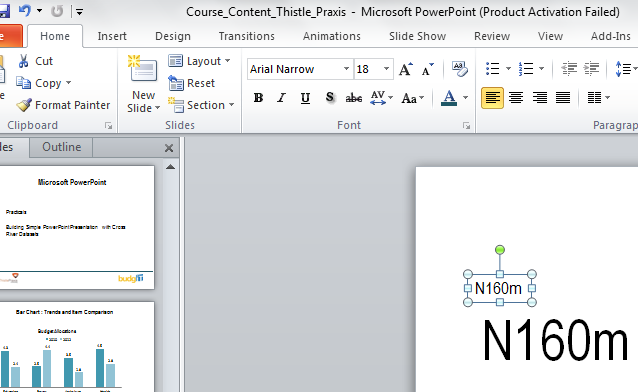 Course_Content_Thistle_Praxis - Microsoft PowerPoint (Product Activation Failed)
Home Insert Design Transitions Animations Slide Show Review View Add-Ins
Cut
Copy
Format Painter
Clipboard
New Slide
Layout
Reset
Section
Slides
Arial Narrow 18
B I U S abc AV Aa A
Font
Paragrap
les Outline
Microsoft PowerPoint
Practicals
Building Simple PowerPoint Presentation with Cross
River Datasets
budgIT
Bar Chart : Trends and Item Comparison
Budget Allocations
N160m
N160m